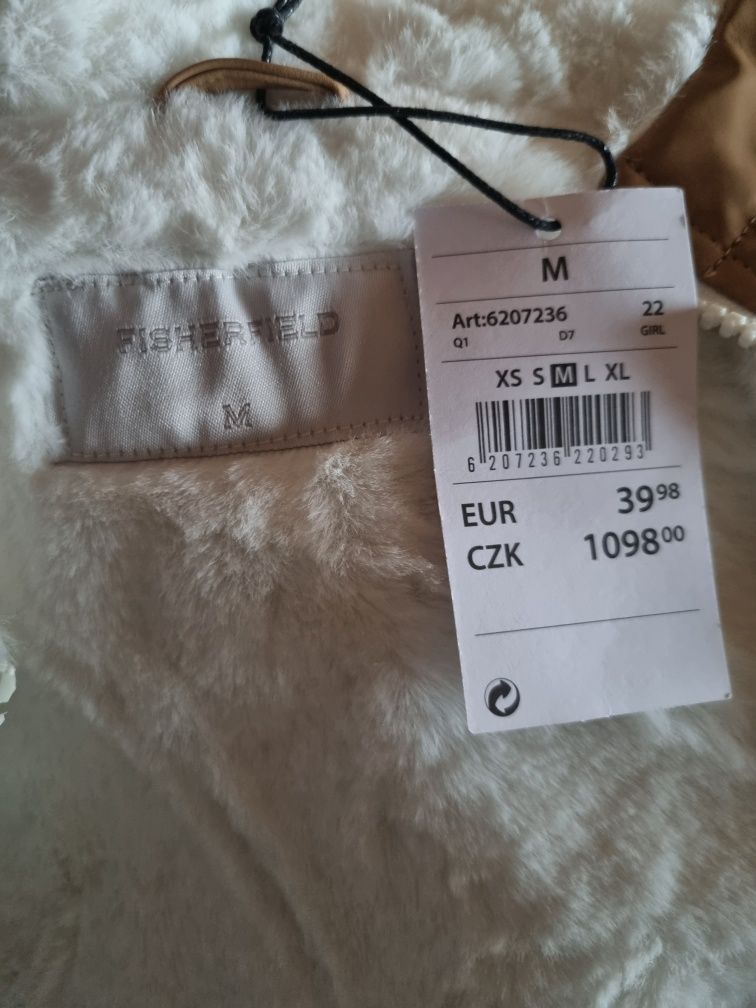 FISHERFIELD
M
M
Art:6207236 22
Q1 D7 GIRL
XS S M L XL
6 207236 220293
EUR 39 98
CZK 1098 00